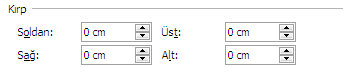 Kırp
Soldan: 0 cm Üst: 0 cm
Sağ: 0 cm Alt: 0 cm